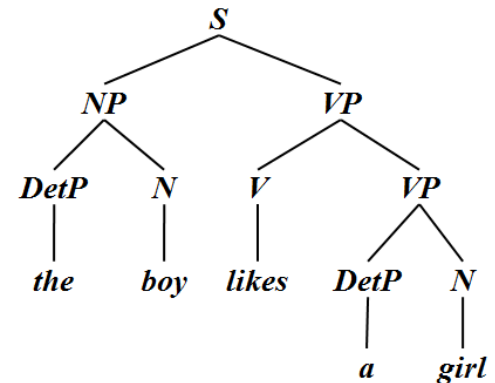 S
NP VP
DetP N V VP
the boy likes DetP N
a girl